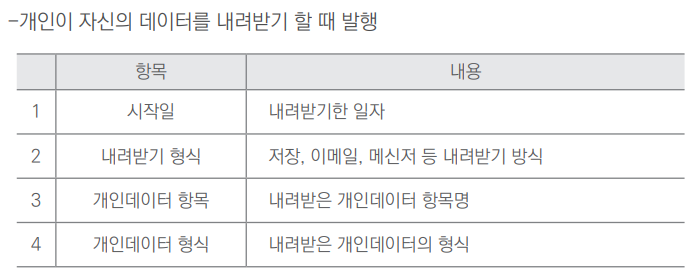 -개인이 자신의 데이터를 내려받기 할 때 발행
항목 내용
1 시작일 내려받기한 일자
2 내려받기 형식 저장, 이메일, 메신저 등 내려받기 방식
3 개인데이터 항목 내려받은 개인데이터 항목명
4 개인데이터 형식 내려받은 개인데이터의 형식